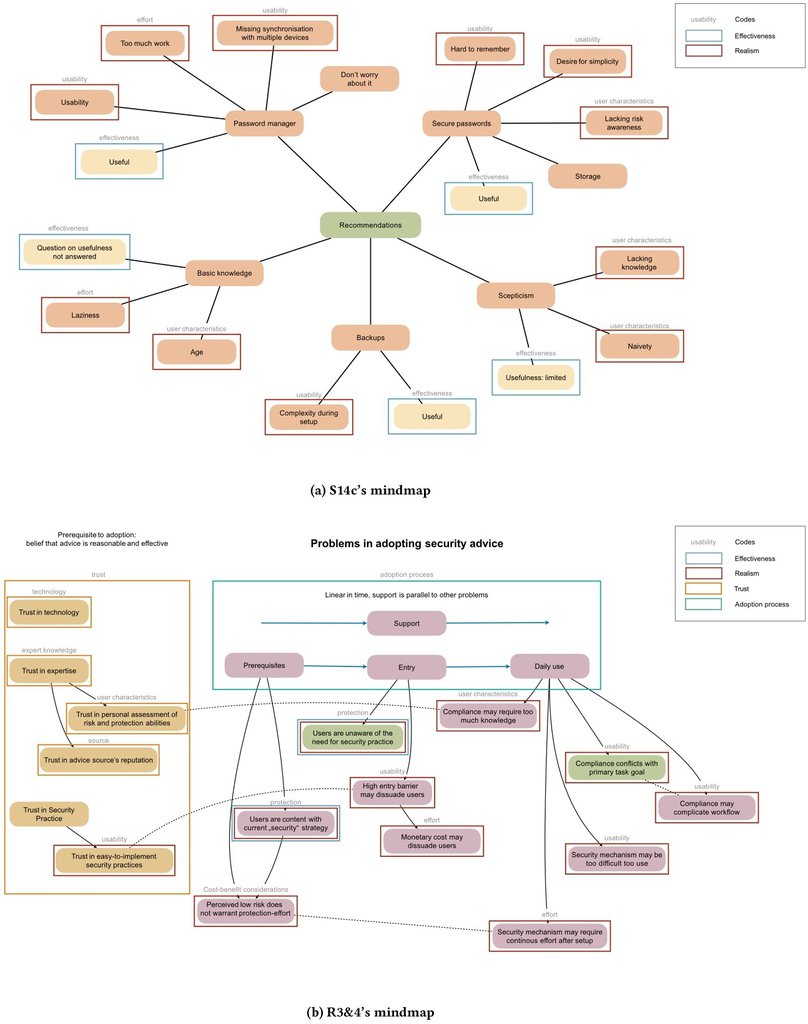 effort
Too much work
usability
Missing synchronisation
with multiple devices
usability
Usability
Don't worry
about it
Password manager
effectiveness
Useful
usability
Hard to remember
usability
Desire for simplicity
user characteristics
Lacking risk
awareness
Secure passwords
Storage
effectiveness
Useful
usability
Codes
Effectiveness
Realism
Recommendations
effectiveness
Question on usefulness
not answered
Basic knowledge
effort
Laziness
user characteristics
Age
Backups
usability
Complexity during
setup
effectiveness
Useful
Scepticism
user characteristics
Lacking
knowledge
user characteristics
Naivety
effectiveness
Usefulness: limited
(a) S14c's mindmap
Prerequisite to adoption:
belief that advice is reasonable and effective
Problems in adopting security advice
usability
Codes
Effectiveness
Realism
Trust
Adoption process
trust
technology
Trust in technology
expert knowledge
Trust in expertise
user characteristics
Trust in personal assessment of
risk and protection abilities
source
Trust in advice source's reputation
Trust in Security
Practice
usability
Trust in easy-to-implement
security practices
adoption process
Linear in time, support is parallel to other problems
Support
Prerequisites
Entry
Daily use
user characteristics
Compliance may require too
much knowledge
protection
Users are unaware of the
need for security practice
usability
Compliance conflicts with
primary task goal
usability
High entry barrier
may dissuade users
usability
Compliance may
complicate workflow
protection
Users are content with
current „security" strategy
effort
Monetary cost may
dissuade users
usability
Security mechanism may be
too difficult too use
Cost-benefit considerations
Perceived low risk does
not warrant protection-effort
effort
Security mechanism may require
continous effort after setup
(b) R3&4's mindmap